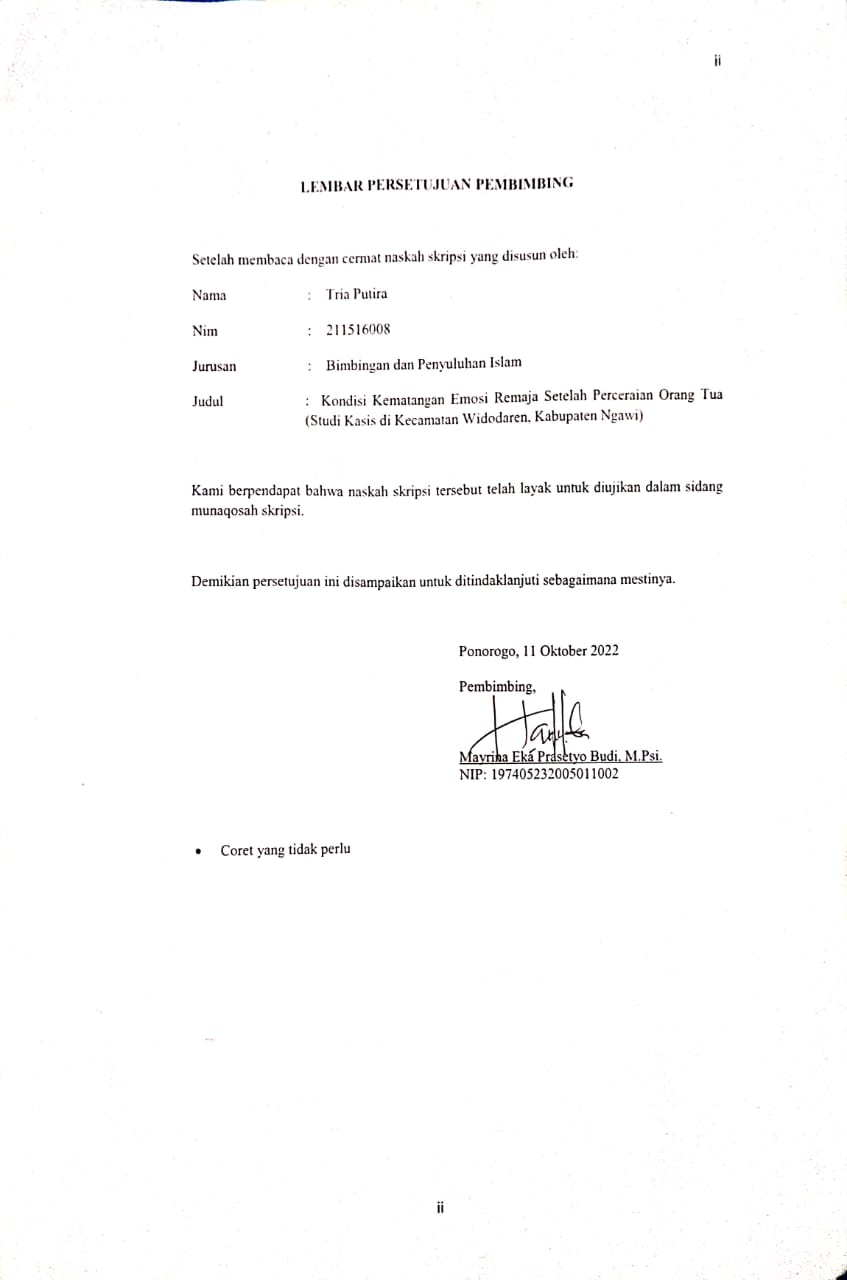 ii
LEMBAR PERSETUJUAN PEMBIMBING
Setelah membaca dengan cermat naskah skripsi yang disusun oleh:
Nama : Tria Putira
Nim : 211516008
Jurusan : Bimbingan dan Penyuluhan Islam
Judul : Kondisi Kematangan Emosi Remaja Setelah Perceraian Orang Tua
(Studi Kasis di Kecamatan Widodaren, Kabupaten Ngawi)
Kami berpendapat bahwa naskah skripsi tersebut telah layak untuk diujikan dalam sidang
munaqosah skripsi.
Demikian persetujuan ini disampaikan untuk ditindaklanjuti sebagaimana mestinya.
Ponorogo, 11 Oktober 2022
Pembimbing,
Mayrina Eka Prasetyo Budi, M.Psi.
NIP: 197405232005011002
• Coret yang tidak perlu
ii